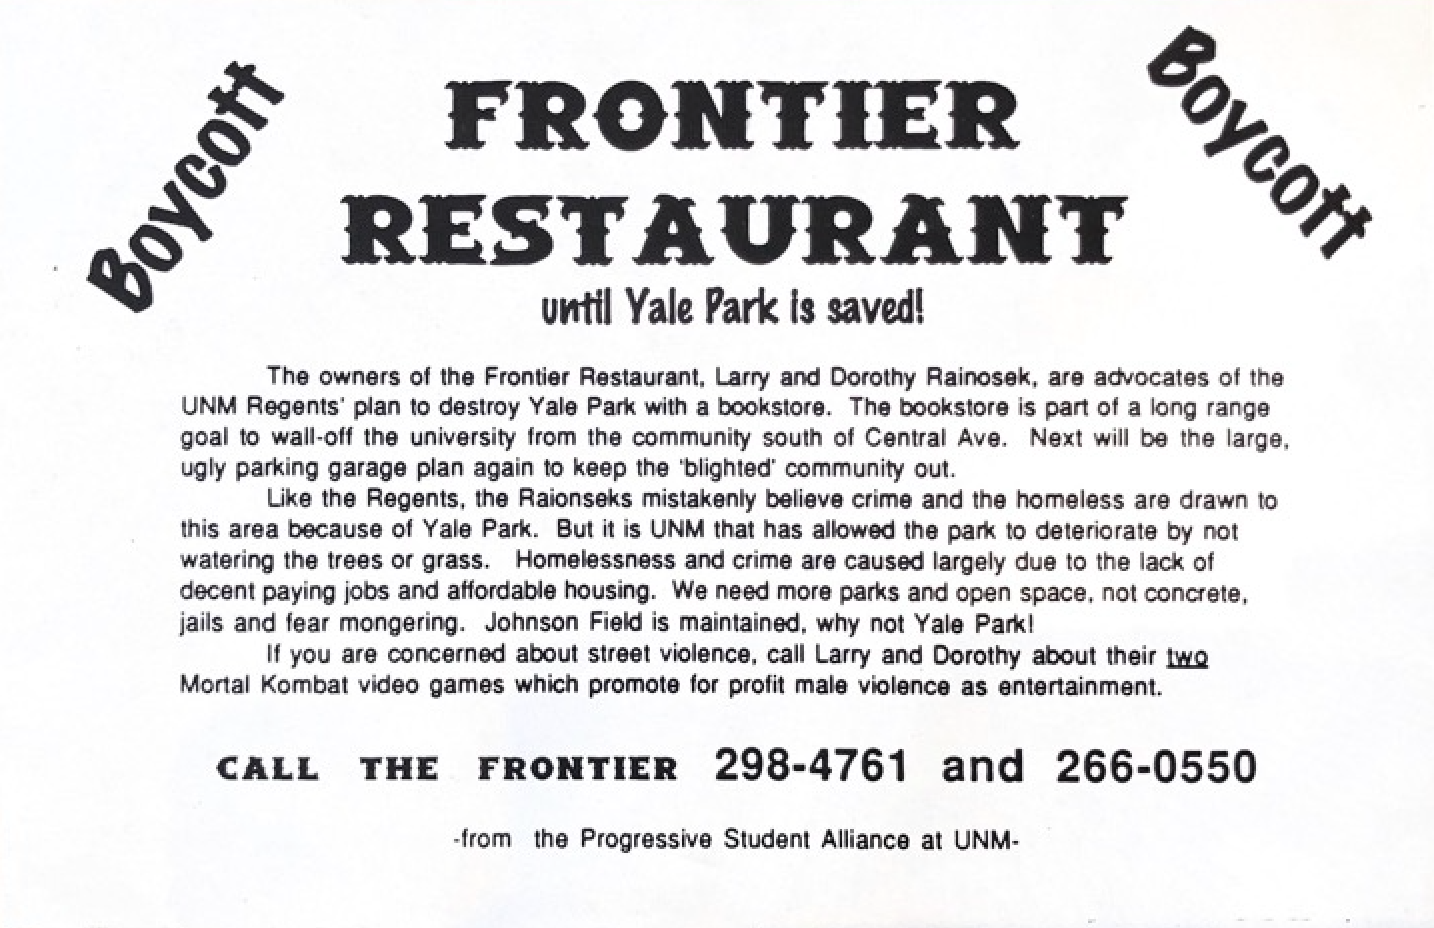 Boycott
Boycott
FRONTIER
RESTAURANT
until Yale Park is saved!
The owners of the Frontier Restaurant, Larry and Dorothy Rainosek, are advocates of the
UNM Regents' plan to destroy Yale Park with a bookstore. The bookstore is part of a long range
goal to wall-off the university from the community south of Central Ave. Next will be the large,
ugly parking garage plan again to keep the 'blighted' community out.
Like the Regents, the Raionseks mistakenly believe crime and the homeless are drawn to
this area because of Yale Park. But it is UNM that has allowed the park to deteriorate by not
watering the trees or grass. Homelessness and crime are caused largely due to the lack of
decent paying jobs and affordable housing. We need more parks and open space, not concrete,
jails and fear mongering. Johnson Field is maintained, why not Yale Park!
If you are concerned about street violence, call Larry and Dorothy about their two
Mortal Kombat video games which promote for profit male violence as entertainment.
CALL THE FRONTIER 298-4761 and 266-0550
-from the Progressive Student Alliance at UNM-